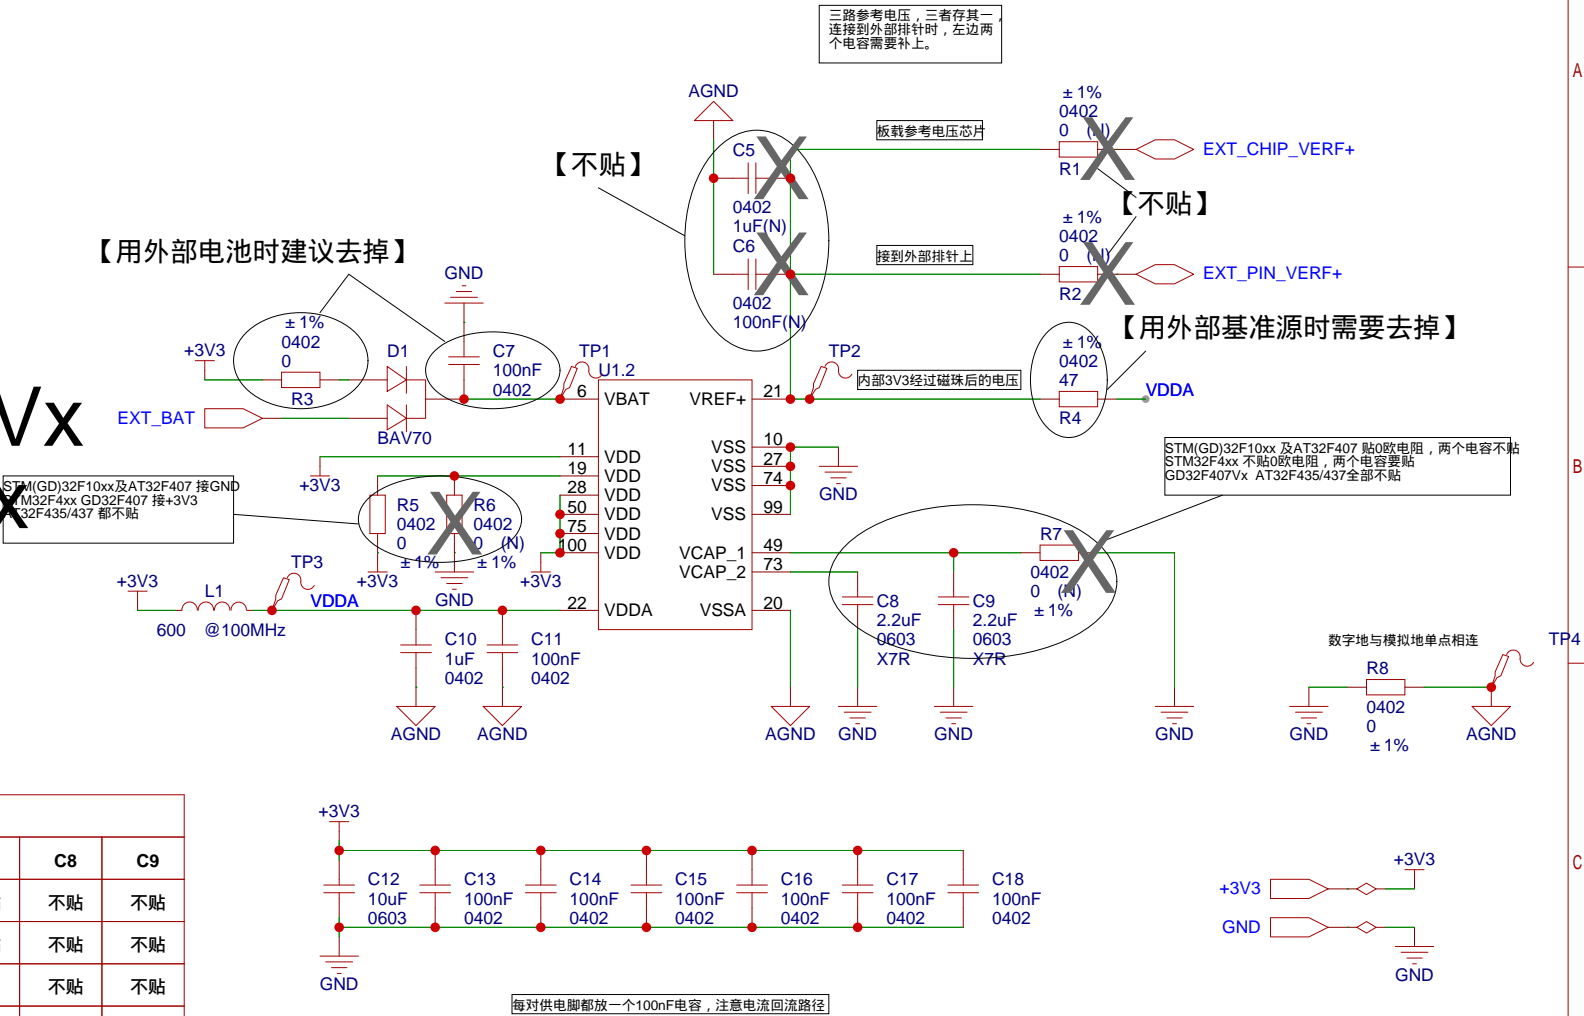 三路参考电压，三者存其一，
连接到外部排针时，左边两
个电容需要补上。
A
AGND
±1%
0402
0 (N)
R1
EXT_CHIP_VERF+
板载参考电压芯片
【不贴】
C5
0402
1uF(N)
【不贴】
±1%
0402
0 (N)
R2
EXT_PIN_VERF+
接到外部排针上
C6
0402
100nF(N)
【用外部电池时建议去掉】
GND
【用外部基准源时需要去掉】
±1%
0402
0
R3
+3V3
D1
BAV70
EXT_BAT
C7
100nF
0402
TP1
U1.2
TP2
内部3V3经过磁珠后的电压
±1%
0402
47
R4
VDDA
6 VBAT
VREF+ 21
Vx
x
11 VDD
19 VDD
28 VDD
50 VDD
75 VDD
100 VDD
VSS 10
VSS 27
VSS 74
VSS 99
GND
VCAP_1 49
VCAP_2 73
22 VDDA
VSSA 20
B
STM(GD)32F10xx 及AT32F407 贴0欧电阻，两个电容不贴
STM32F4xx 不贴0欧电阻，两个电容要贴
GD32F407Vx AT32F435/437全部不贴
STM(GD)32F10xx及AT32F407 接GND
STM32F4xx GD32F407 接+3V3
AT32F435/437 都不贴
+3V3
R5
0402
0
±1%
+3V3
R6
0402
0 (N)
±1%
GND
+3V3
+3V3
L1
600 @100MHz
TP3
VDDA
C10
1uF
0402
AGND
C11
100nF
0402
AGND
AGND
C8
2.2uF
0603
X7R
GND
C9
2.2uF
0603
X7R
GND
R7
0402
0 (N)
±1%
GND
数字地与模拟地单点相连
TP4
R8
0402
0
±1%
GND
AGND
C8 C9
不贴 不贴
不贴 不贴
不贴 不贴
+3V3
C12
10uF
0603
C13
100nF
0402
C14
100nF
0402
C15
100nF
0402
C16
100nF
0402
C17
100nF
0402
C18
100nF
0402
GND
每对供电脚都放一个100nF电容，注意电流回流路径
C
+3V3
+3V3
GND
GND